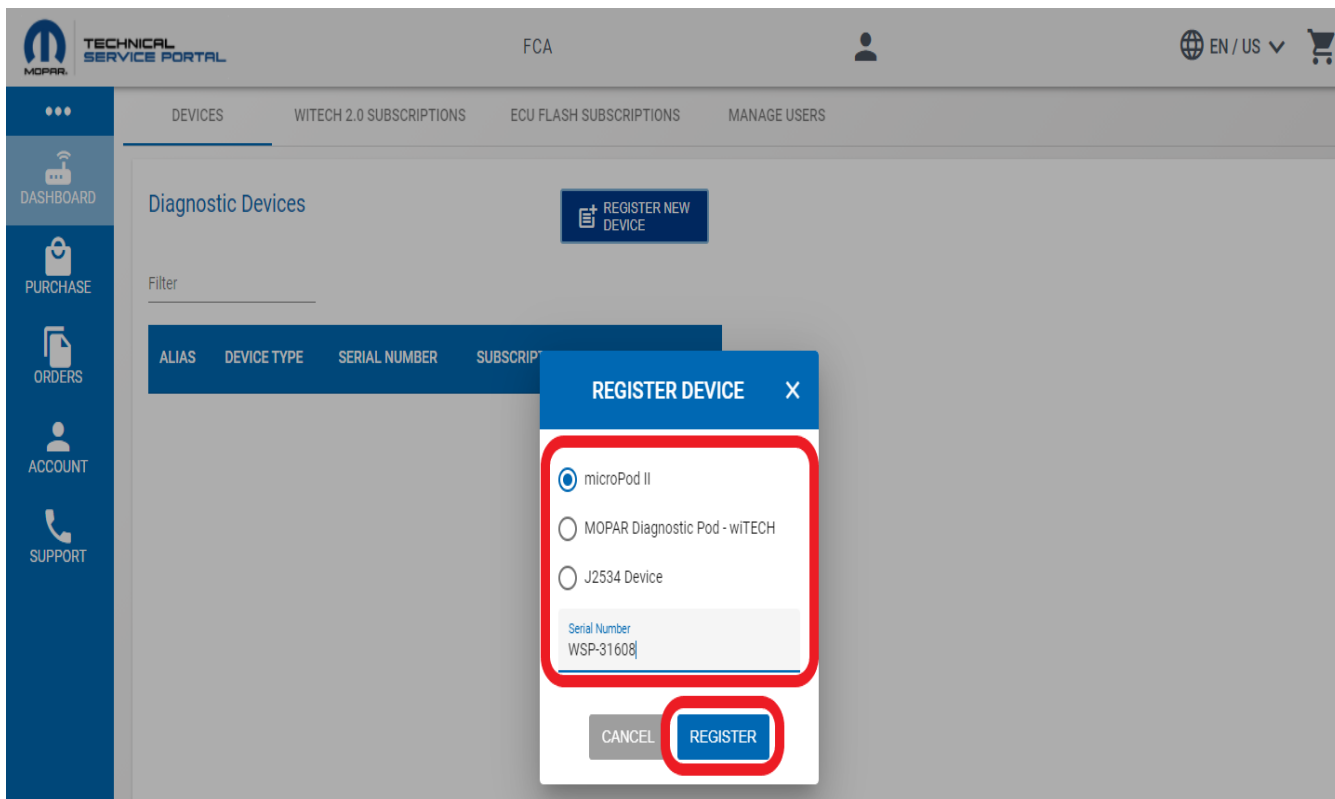 MOPAR.
TECHNICAL
SERVICE PORTAL
FCA
EN / US
DEVICES
WITECH 2.0 SUBSCRIPTIONS
ECU FLASH SUBSCRIPTIONS
MANAGE USERS
DASHBOARD
PURCHASE
ORDERS
ACCOUNT
SUPPORT
Diagnostic Devices
REGISTER NEW
DEVICE
Filter
ALIAS
DEVICE TYPE
SERIAL NUMBER
SUBSCRIPT
REGISTER DEVICE X
microPod II
MOPAR Diagnostic Pod - wiTECH
J2534 Device
Serial Number
WSP-31608
CANCEL
REGISTER